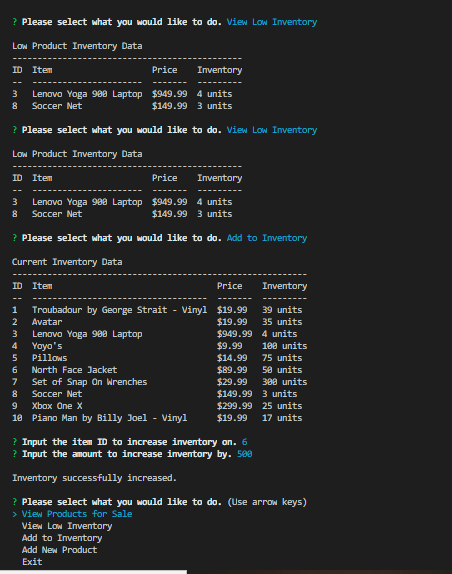 ? Please select what you would like to do. View Low Inventory
Low Product Inventory Data
-----------------------------------------------
ID  Item                    Price    Inventory
--  ----------------------  -------  ---------
3   Lenovo Yoga 900 Laptop  $949.99  4 units
8   Soccer Net              $149.99  3 units
? Please select what you would like to do. View Low Inventory
Low Product Inventory Data
-----------------------------------------------
ID  Item                    Price    Inventory
--  ----------------------  -------  ---------
3   Lenovo Yoga 900 Laptop  $949.99  4 units
8   Soccer Net              $149.99  3 units
? Please select what you would like to do. Add to Inventory
Current Inventory Data
------------------------------------------------------------
ID  Item                                 Price    Inventory
--  -----------------------------------  -------  ---------
1   Troubadour by George Strait - Vinyl  $19.99   39 units
2   Avatar                               $19.99   35 units
3   Lenovo Yoga 900 Laptop               $949.99  4 units
4   Yoyo's                               $9.99    100 units
5   Pillows                              $14.99   75 units
6   North Face Jacket                    $89.99   50 units
7   Set of Snap On Wrenches              $29.99   300 units
8   Soccer Net                           $149.99  3 units
9   Xbox One X                           $299.99  25 units
10  Piano Man by Billy Joel - Vinyl      $19.99   17 units
? Input the item ID to increase inventory on. 6
? Input the amount to increase inventory by. 500
Inventory successfully increased.
? Please select what you would like to do. (Use arrow keys)
> View Products for Sale
  View Low Inventory
  Add to Inventory
  Add New Product
  Exit